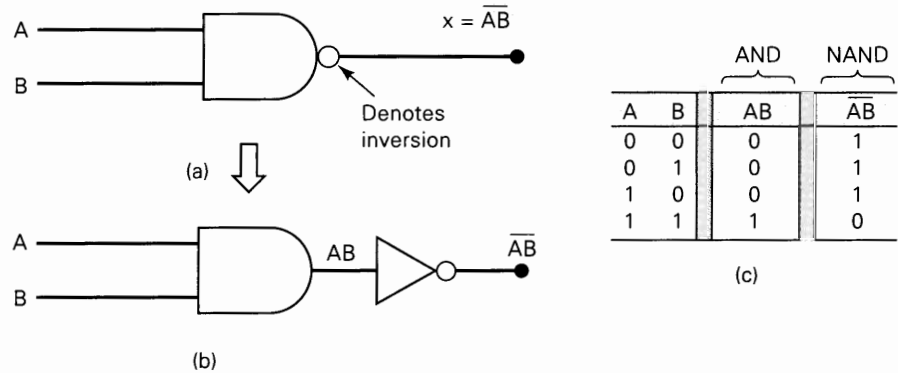 A
B
x = A̅B̅
Denotes
inversion
(a)
A
B
AB
A̅B̅
(b)
AND NAND
A B AB A̅B̅
0 0 0 1
0 1 0 1
1 0 0 1
1 1 1 0
(c)